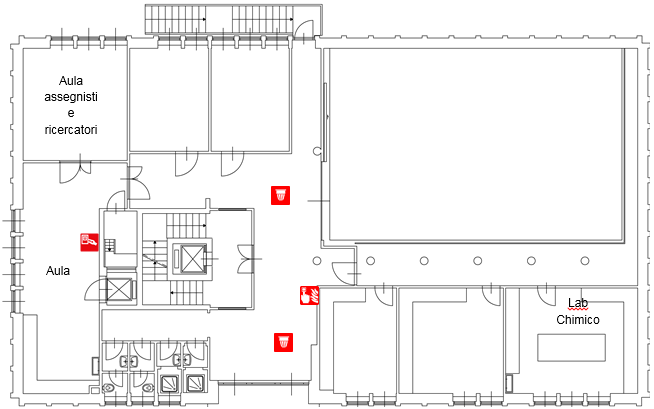 Aula
assegnisti
e
ricercatori
Aula
Lab
Chimico